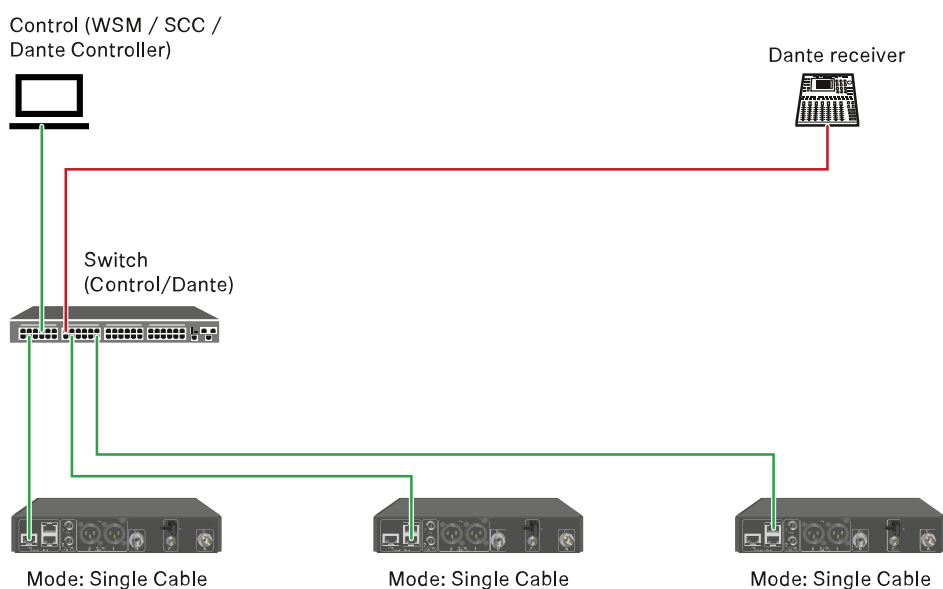 Control (WSM / SCC /
Dante Controller)
Dante receiver
Switch
(Control/Dante)
Mode: Single Cable
Mode: Single Cable
Mode: Single Cable